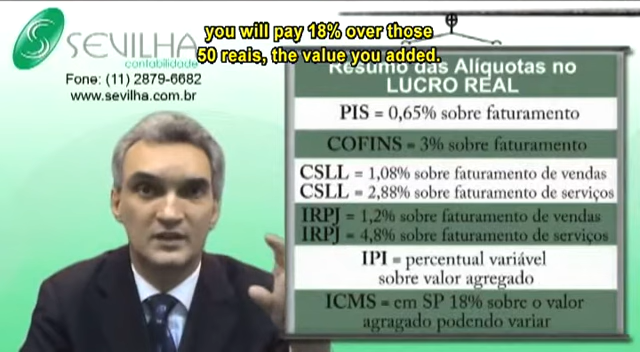 you will pay 18% over those
50 reais, the value you added.
SEVILHA
contabilidade
Fone: (11) 2879-6682
www.sevilha.com.br
Resumo das Alíquotas no
LUCRO REAL
PIS = 0,65% sobre faturamento
COFINS = 3% sobre faturamento
CSLL = 1,08% sobre faturamento de vendas
CSLL = 2,88% sobre faturamento de serviços
IRPJ = 1,2% sobre faturamento de vendas
IRPJ = 4,8% sobre faturamento de serviços
IPI = percentual variável
sobre valor agregado
ICMS = em SP 18% sobre o valor
agragado podendo variar